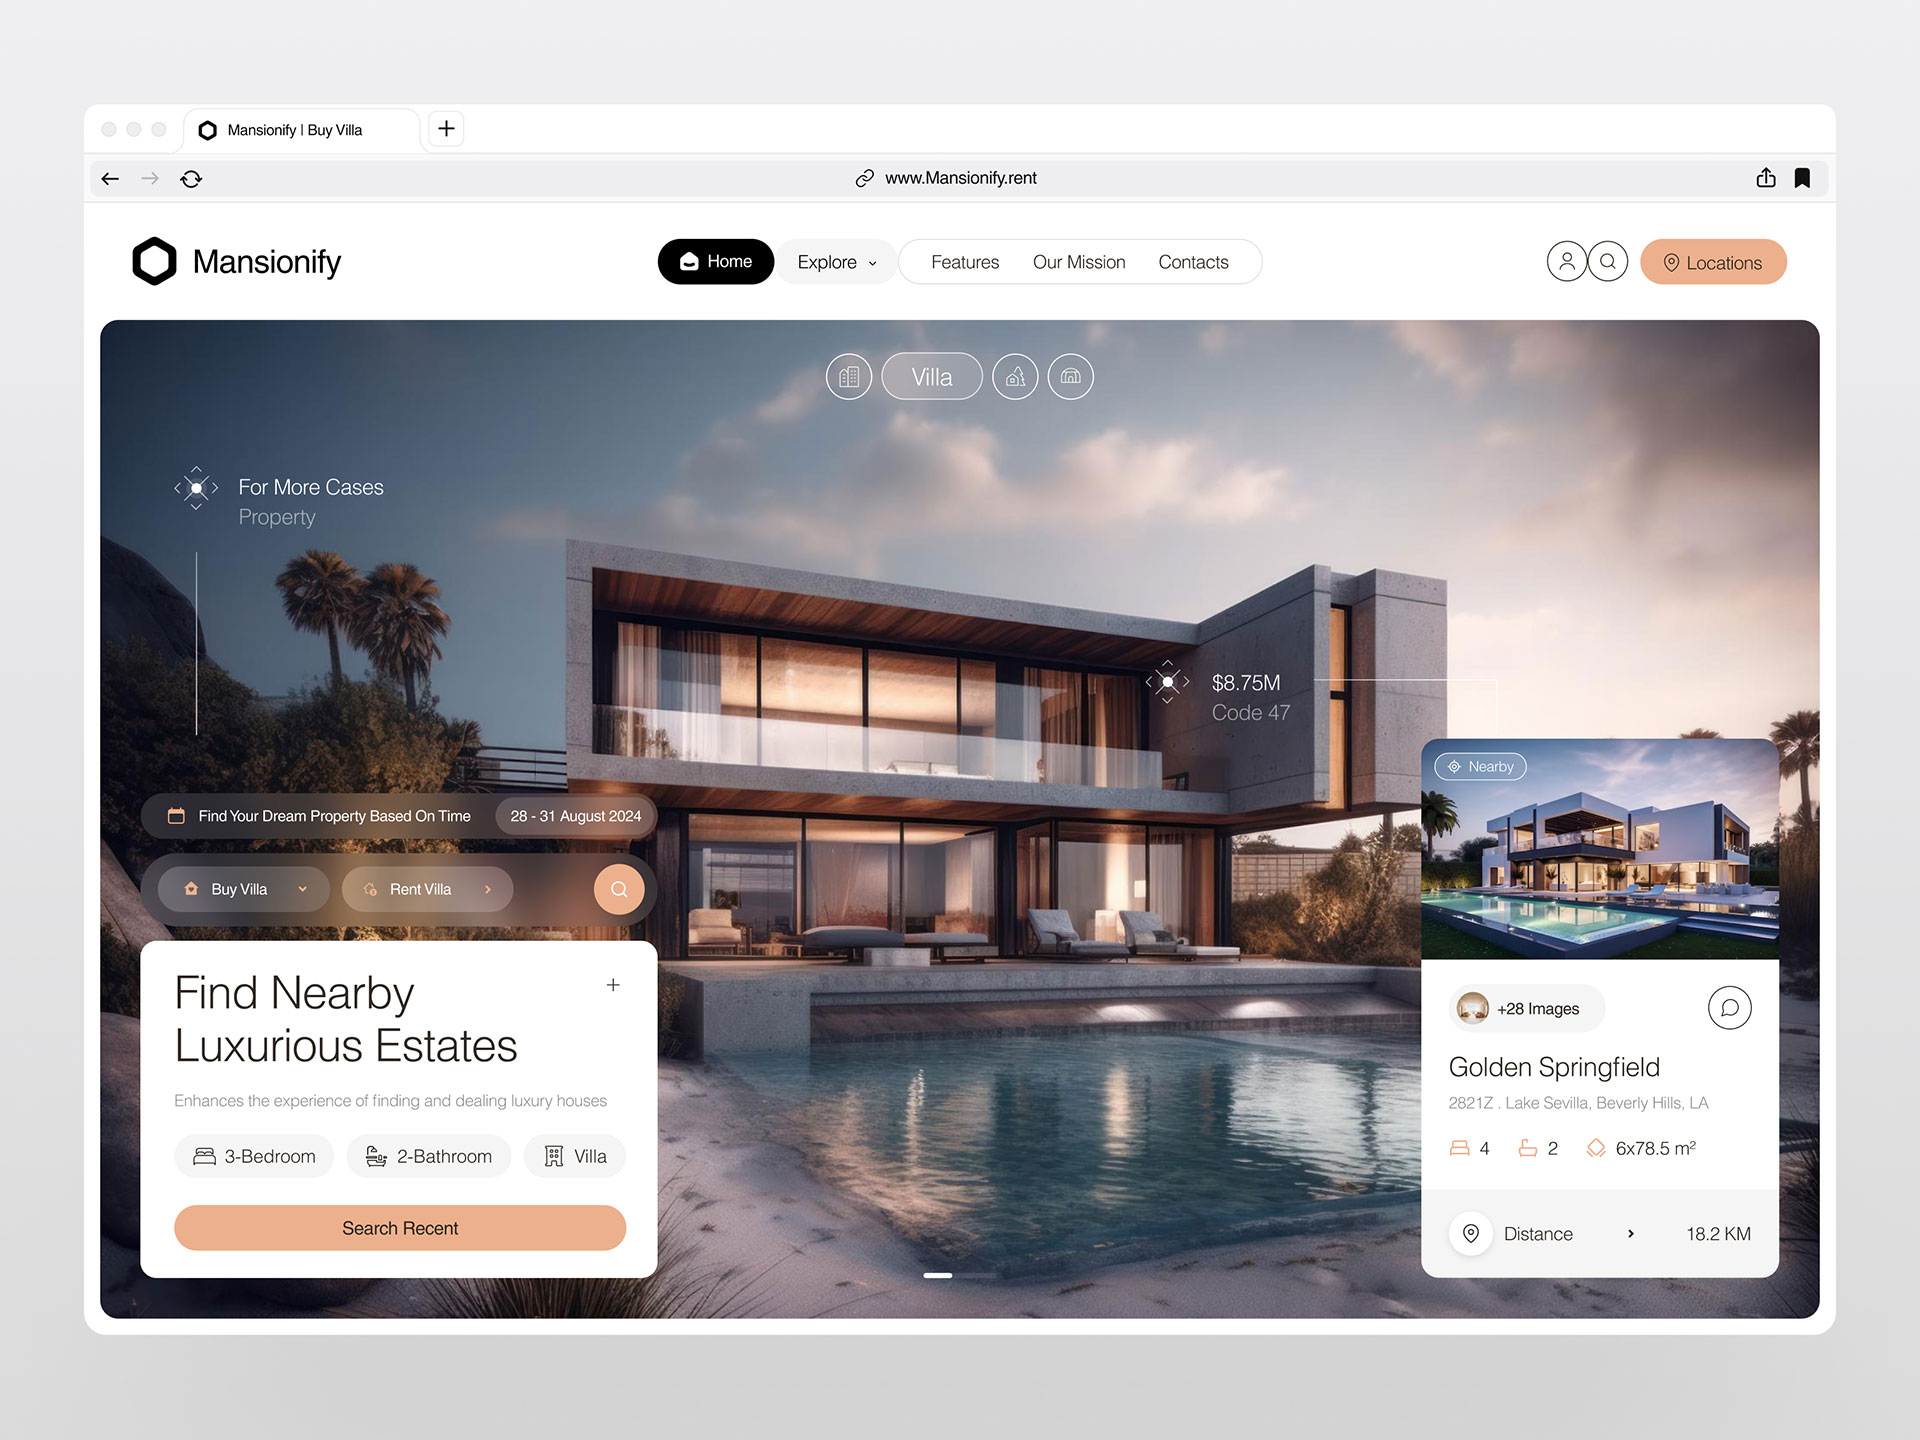 Mansionify | Buy Villa
www.Mansionify.rent
Mansionify
Home
Explore
Features
Our Mission
Contacts
Locations
Villa
For More Cases
Property
$8.75M
Code 47
Find Your Dream Property Based On Time
28 - 31 August 2024
Buy Villa
Rent Villa
Find Nearby
Luxurious Estates
Enhances the experience of finding and dealing luxury houses
3-Bedroom
2-Bathroom
Villa
Search Recent
Nearby
+28 Images
Golden Springfield
2821Z . Lake Sevilla, Beverly Hills, LA
4
2
6x78.5 m²
Distance
18.2 KM